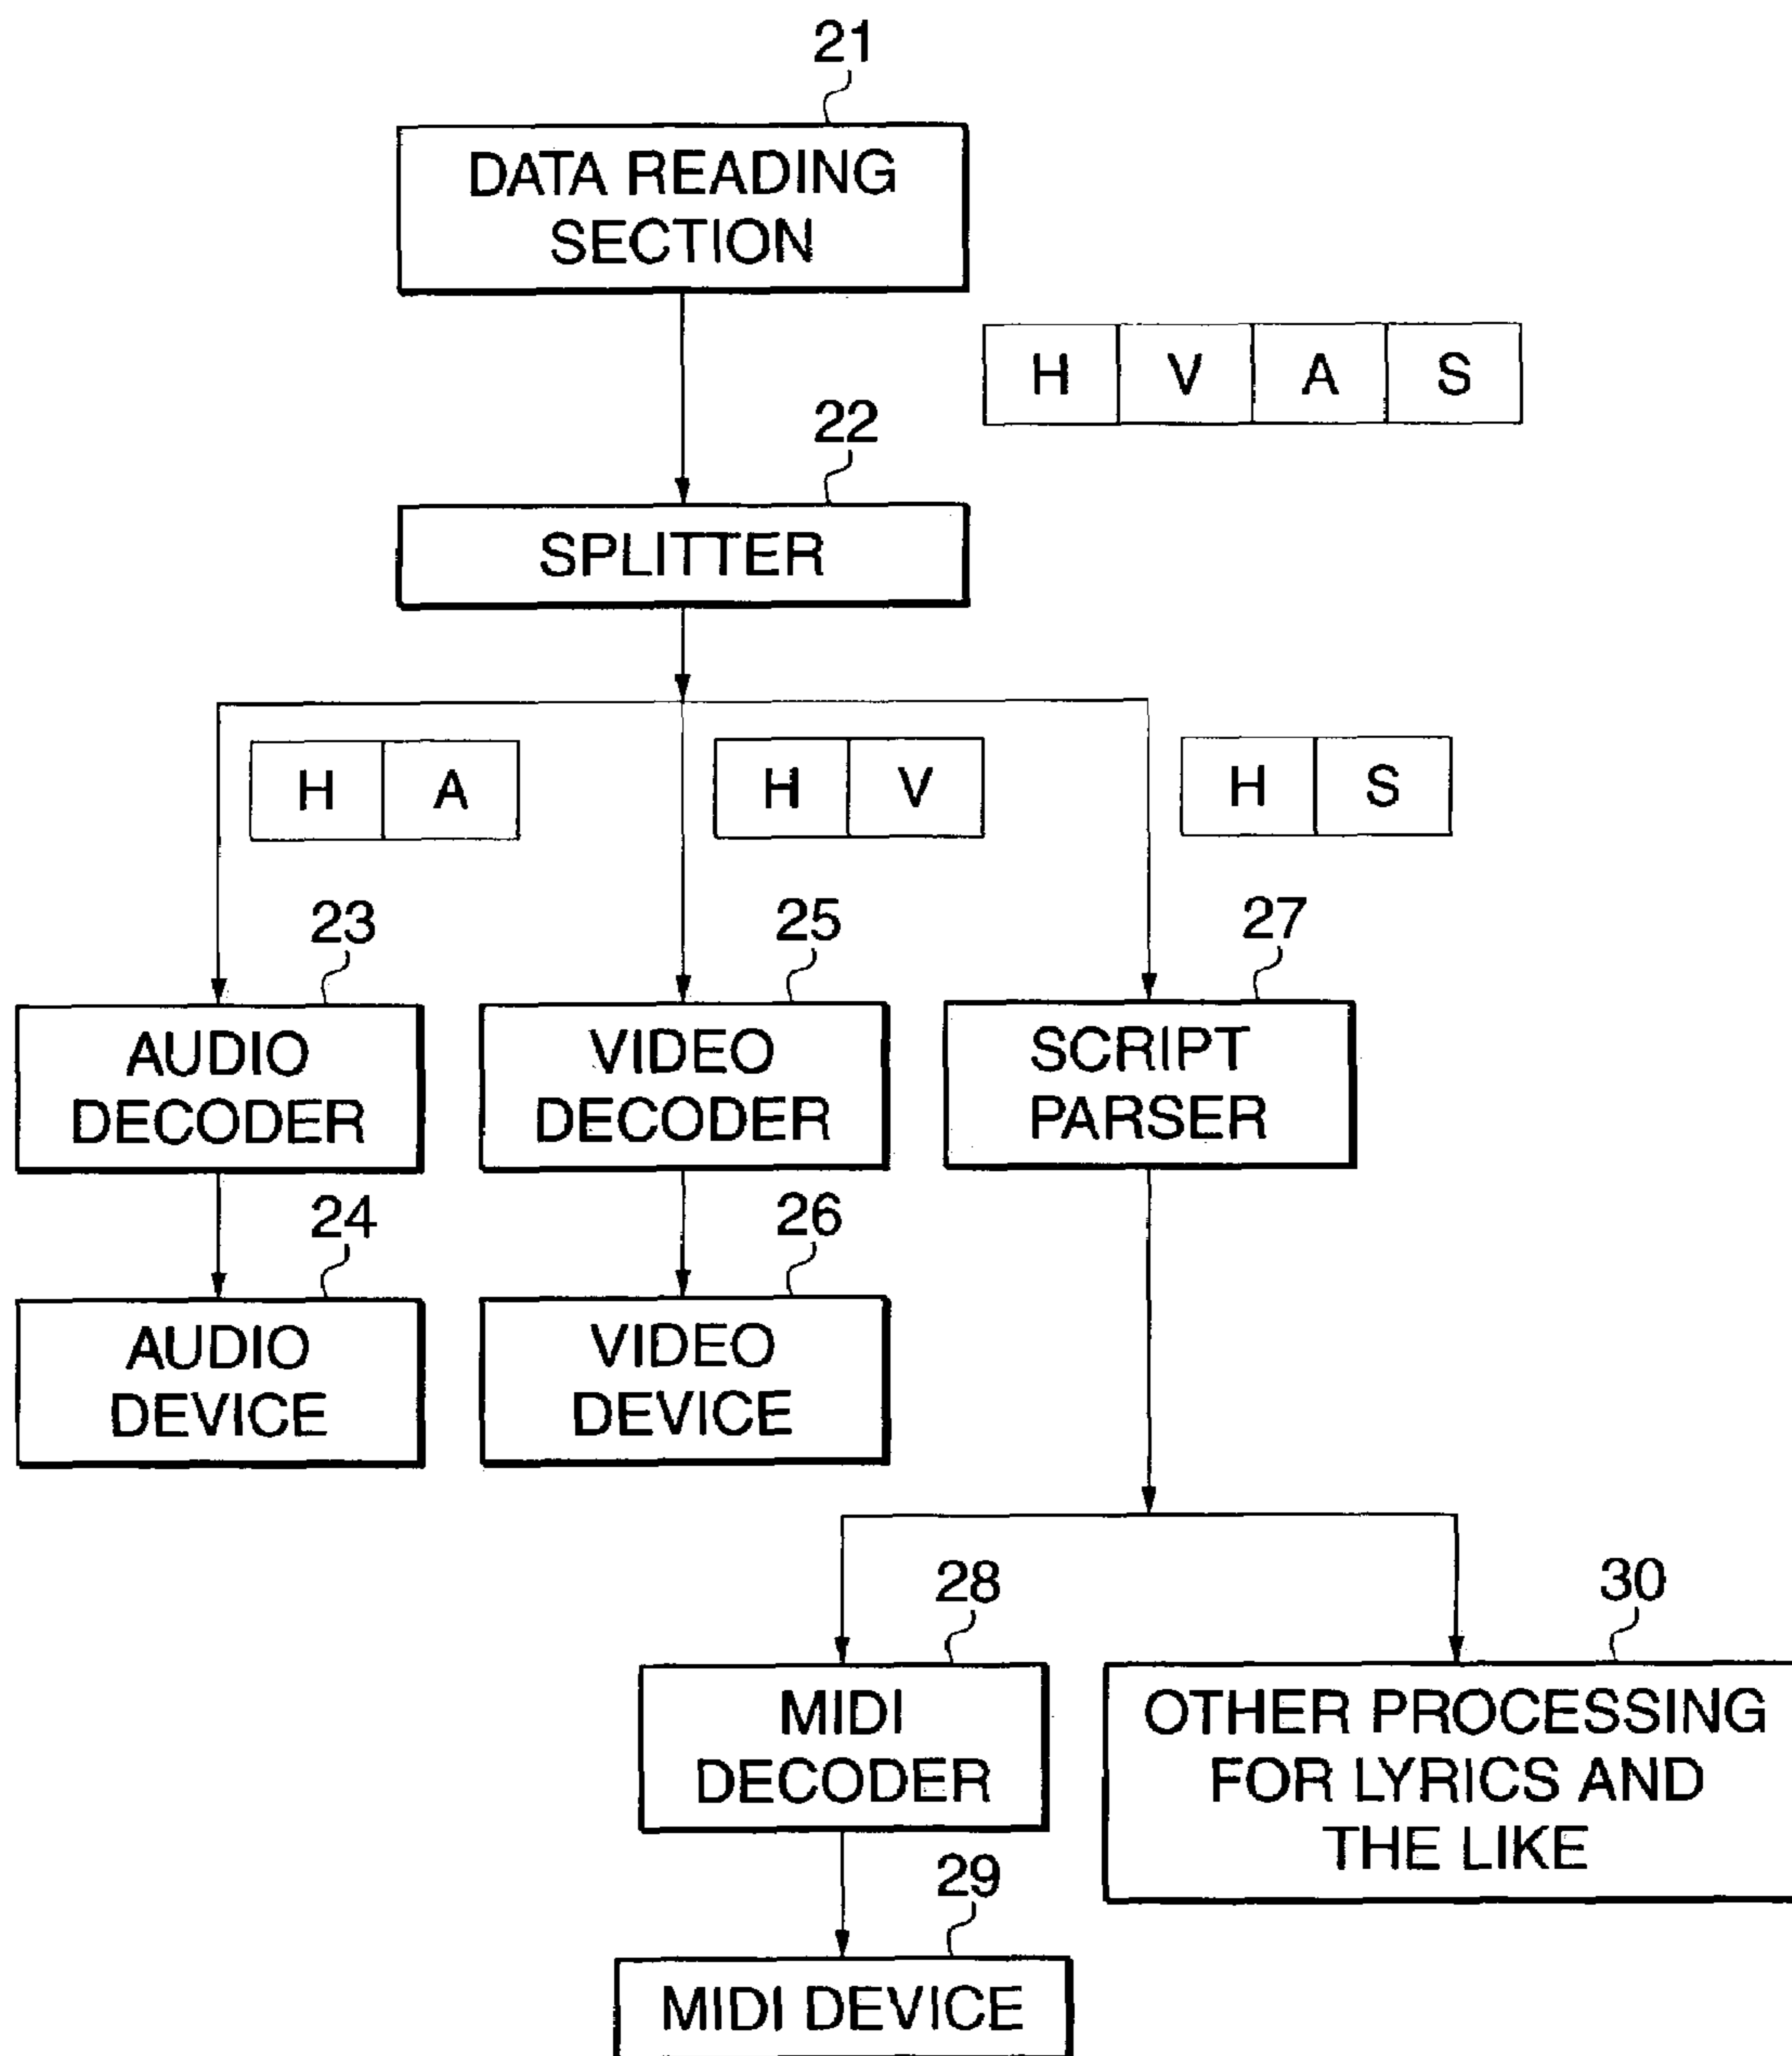 21
DATA READING
SECTION
H V A S
22
SPLITTER
H A
H V
H S
23
25
27
AUDIO
DECODER
VIDEO
DECODER
SCRIPT
PARSER
24
26
AUDIO
DEVICE
VIDEO
DEVICE
28
30
MIDI
DECODER
OTHER PROCESSING
FOR LYRICS AND
THE LIKE
29
MIDI DEVICE